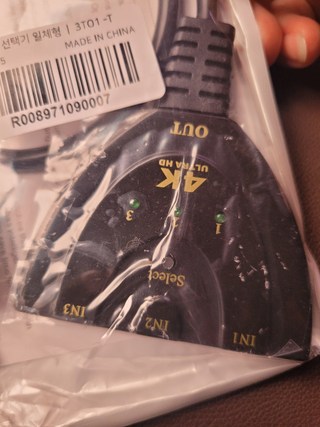 선택기 일체형 | 3TO1-T
S MADE IN CHINA
R008971090007
OUT
4K
ULTRA HD
3 2 1
Select
IN3 IN2 IN1